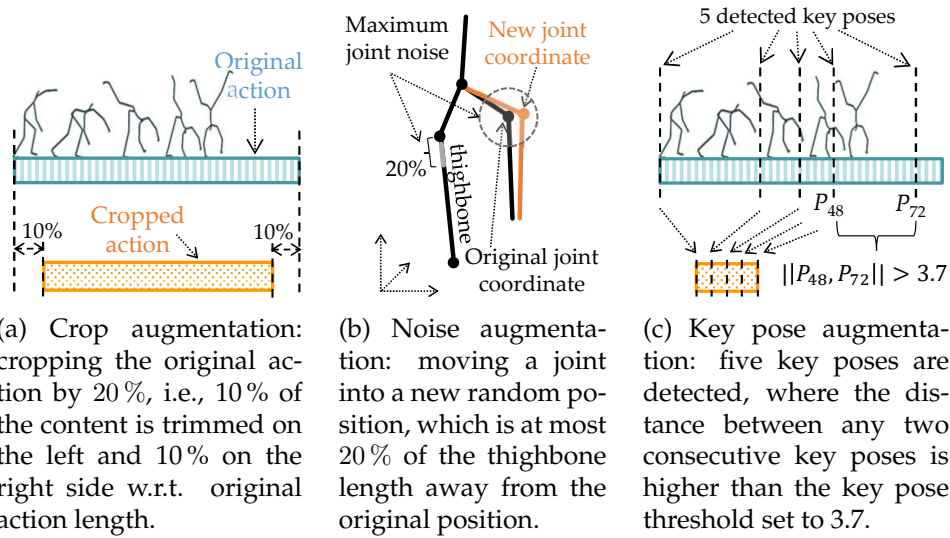 Original
action
10%
Cropped
action
10%
(a) Crop augmentation:
cropping the original ac-
tion by 20 %, i.e., 10 % of
the content is trimmed on
the left and 10 % on the
right side w.r.t. original
action length.
Maximum
joint noise
New joint
coordinate
20%
thighbone
Original joint
coordinate
(b) Noise augmenta-
tion: moving a joint
into a new random po-
sition, which is at most
20 % of the thighbone
length away from the
original position.
5 detected key poses
P48
P72
||P48, P72|| > 3.7
(c) Key pose augmenta-
tion: five key poses are
detected, where the dis-
tance between any two
consecutive key poses is
higher than the key pose
threshold set to 3.7.